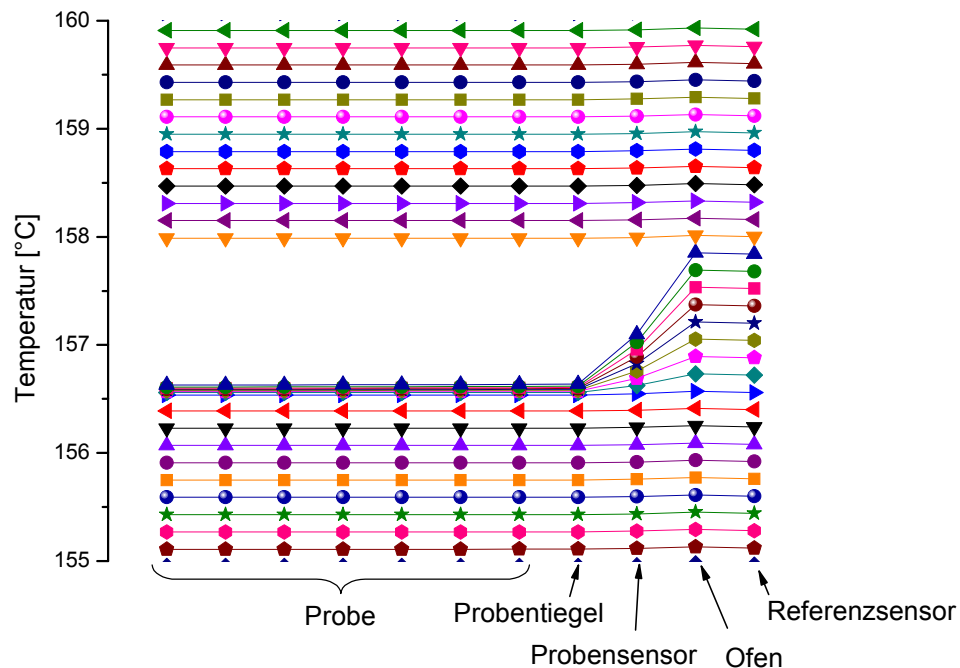 160
159
158
157
156
155
Temperatur [°C]
Probe
Probentiegel
Probensensor
Ofen
Referenzsensor